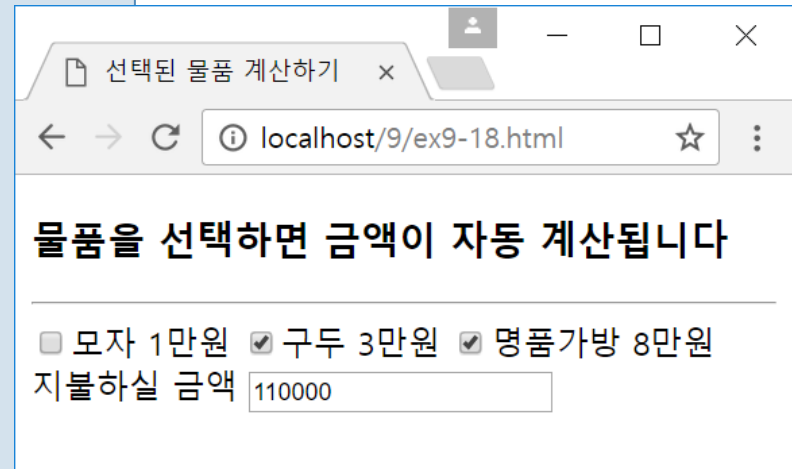 선택된 물품 계산하기
localhost/9/ex9-18.html
물품을 선택하면 금액이 자동 계산됩니다
모자 1만원 구두 3만원 명품가방 8만원
지불하실 금액 110000